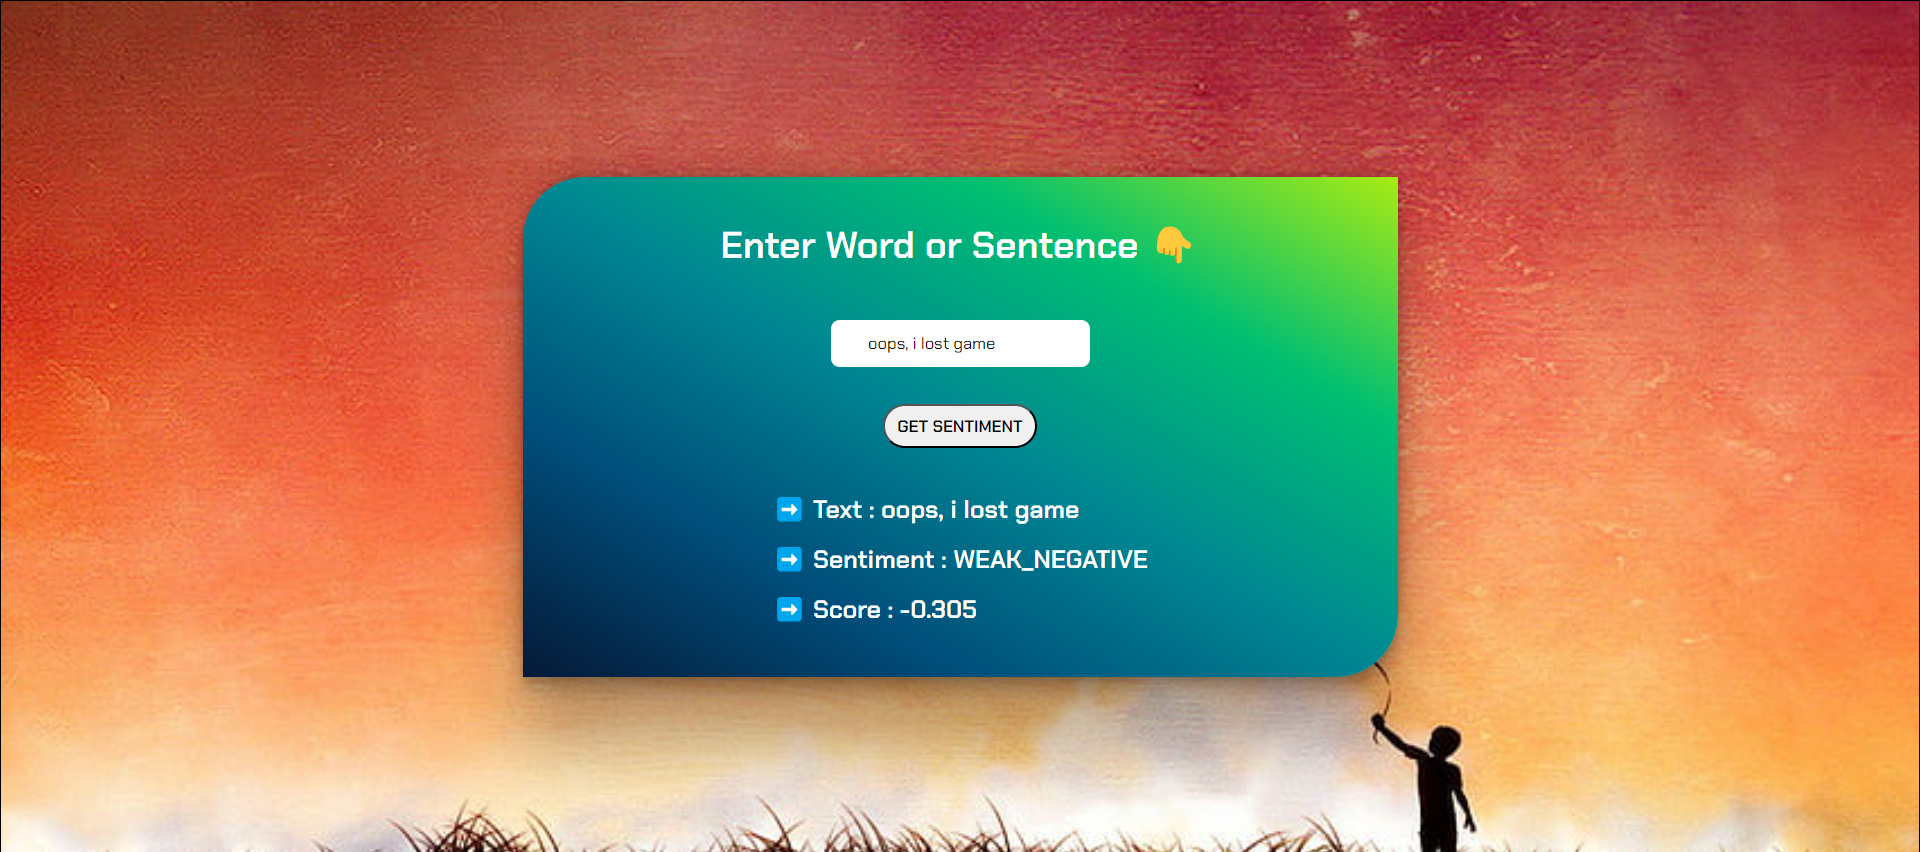 Enter Word or Sentence 👇
oops, i lost game
GET SENTIMENT
➡ Text : oops, i lost game
➡ Sentiment : WEAK_NEGATIVE
➡ Score : -0.305